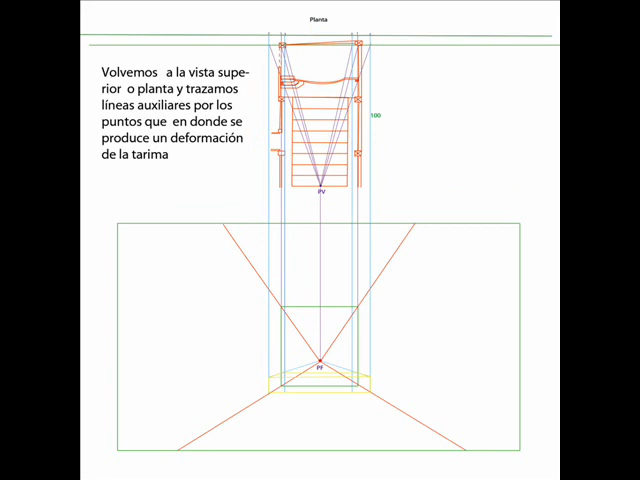 Planta
Volvemos a la vista supe-
rior o planta y trazamos
líneas auxiliares por los
puntos que en donde se
produce un deformación
de la tarima
100
PV
PF